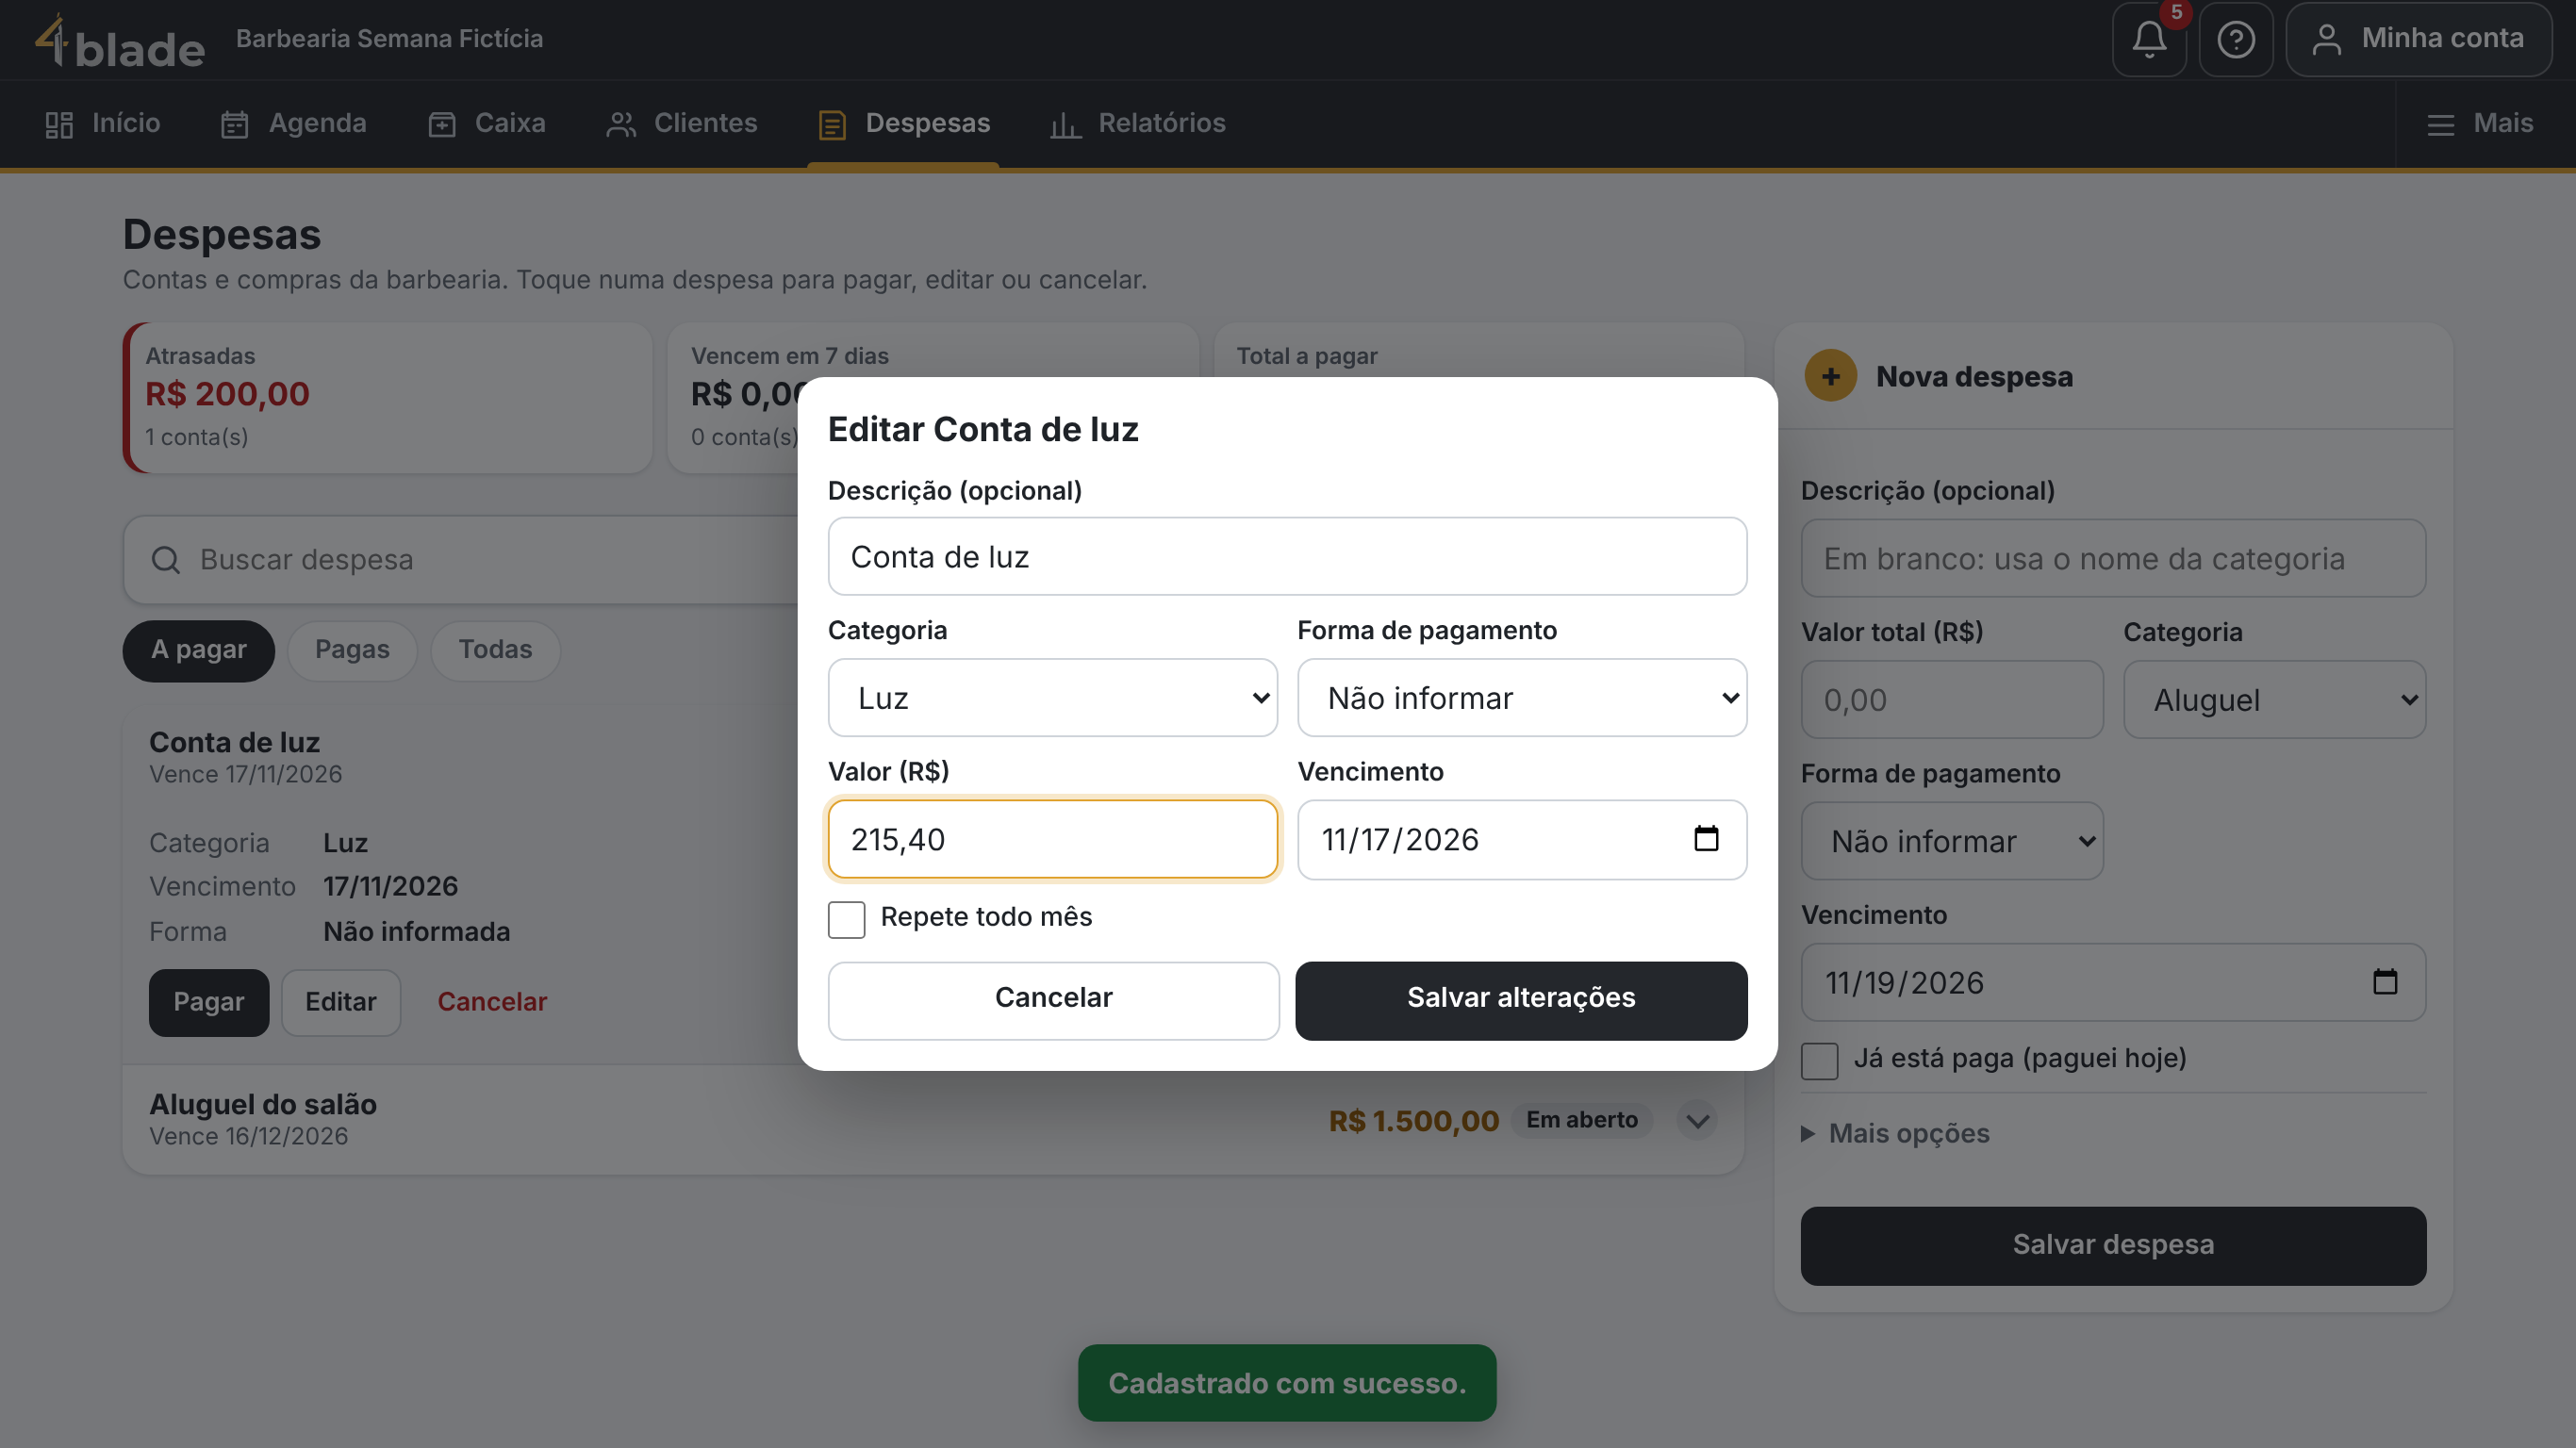 4blade
Barbearia Semana Fictícia
5
Minha conta
Início
Agenda
Caixa
Clientes
Despesas
Relatórios
Mais
Despesas
Contas e compras da barbearia. Toque numa despesa para pagar, editar ou cancelar.
Atrasadas
R$ 200,00
1 conta(s)
Vencem em 7 dias
R$ 0,00
0 conta(s)
Total a pagar
Buscar despesa
A pagar
Pagas
Todas
Conta de luz
Vence 17/11/2026
Categoria Luz
Vencimento 17/11/2026
Forma Não informada
Pagar
Editar
Cancelar
Aluguel do salão
Vence 16/12/2026
R$ 1.500,00
Em aberto
Editar Conta de luz
Descrição (opcional)
Conta de luz
Categoria
Forma de pagamento
Luz
Não informar
Valor (R$)
Vencimento
215,40
11/17/2026
Repete todo mês
Cancelar
Salvar alterações
+ Nova despesa
Descrição (opcional)
Em branco: usa o nome da categoria
Valor total (R$)
Categoria
0,00
Aluguel
Forma de pagamento
Não informar
Vencimento
11/19/2026
Já está paga (paguei hoje)
Mais opções
Salvar despesa
Cadastrado com sucesso.